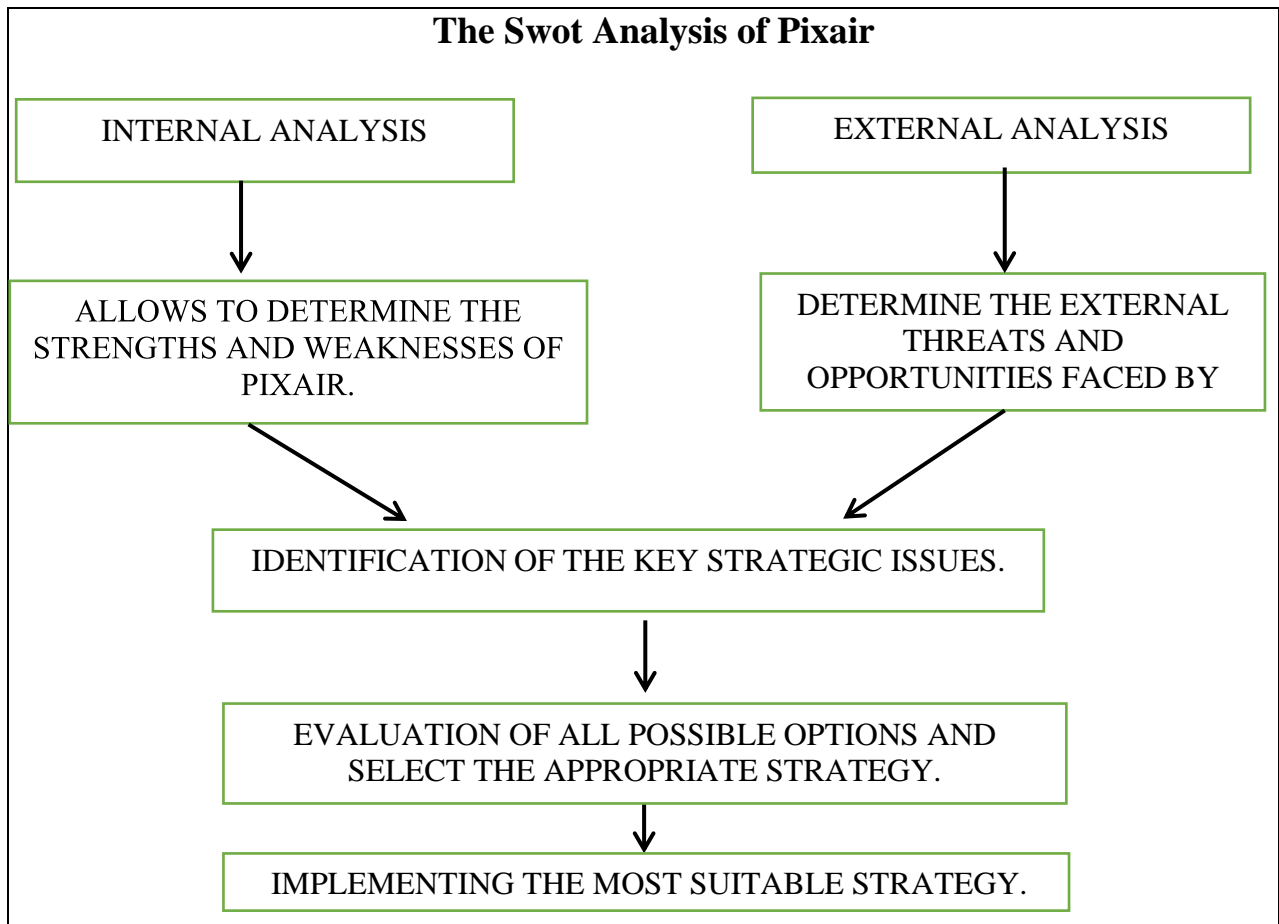 The Swot Analysis of Pixair
INTERNAL ANALYSIS
EXTERNAL ANALYSIS
ALLOWS TO DETERMINE THE
STRENGTHS AND WEAKNESSES OF
PIXAIR.
DETERMINE THE EXTERNAL
THREATS AND
OPPORTUNITIES FACED BY
IDENTIFICATION OF THE KEY STRATEGIC ISSUES.
EVALUATION OF ALL POSSIBLE OPTIONS AND
SELECT THE APPROPRIATE STRATEGY.
IMPLEMENTING THE MOST SUITABLE STRATEGY.